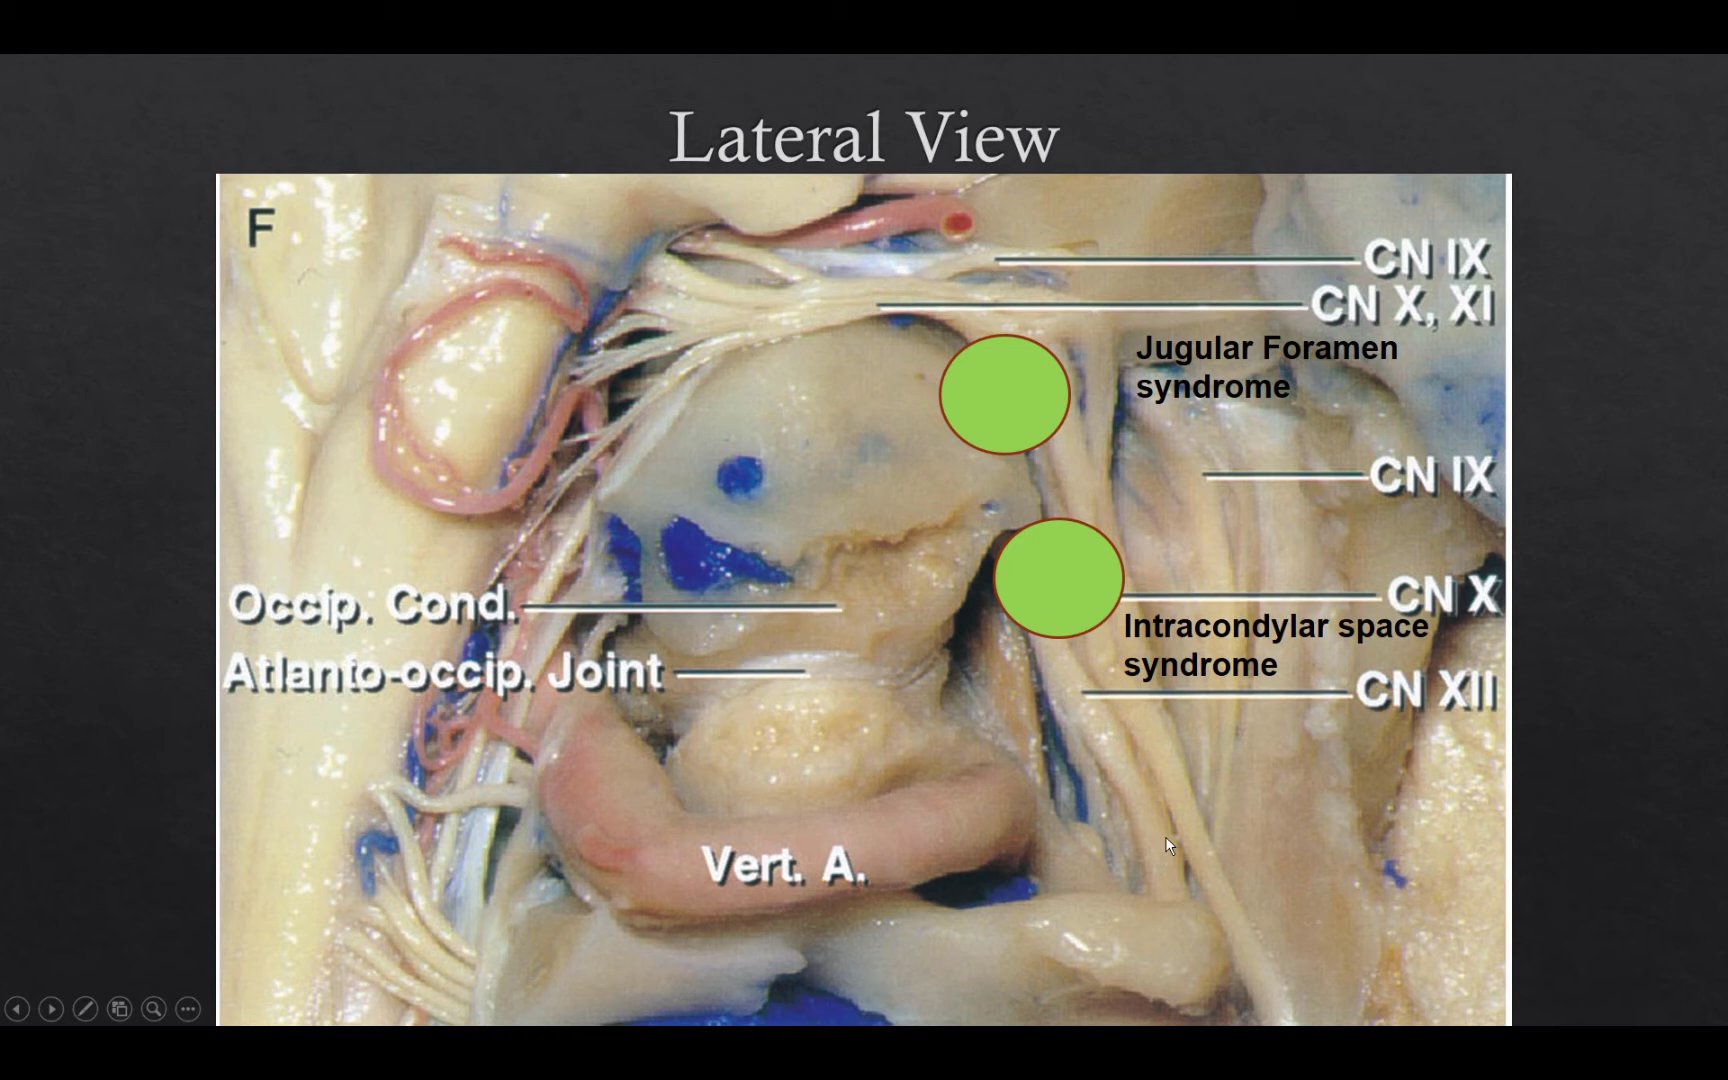 Lateral View
F
CN IX
CN X, XI
Jugular Foramen
syndrome
CN IX
Occip. Cond.
CN X
Intracondylar space
syndrome
Atlanto-occip. Joint
CN XII
Vert. A.